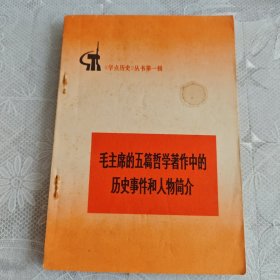 《学点历史》丛书第一辑
毛主席的五篇哲学著作中的
历史事件和人物简介